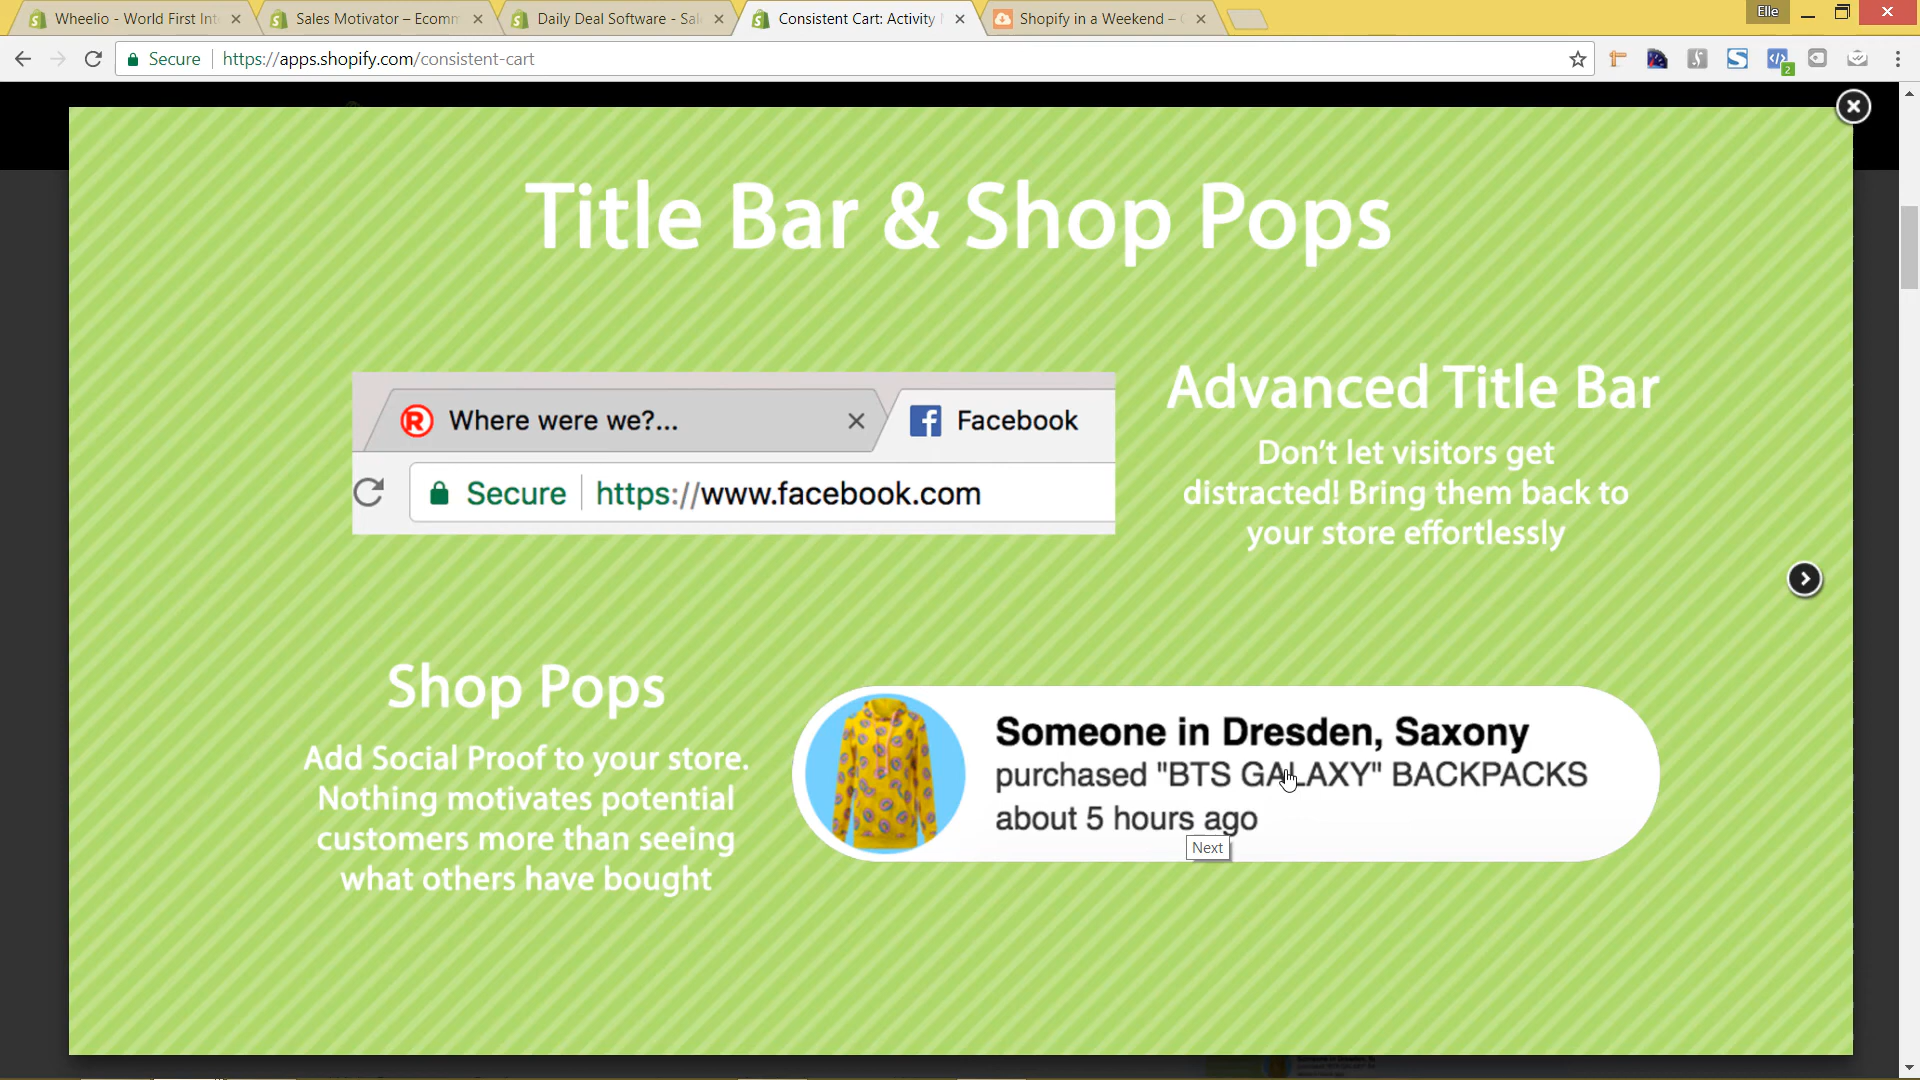 Wheelio - World First Int
Sales Motivator – Ecomm
Daily Deal Software - Sal
Consistent Cart: Activity
Shopify in a Weekend –
Elle
Secure
https://apps.shopify.com/consistent-cart
2
Title Bar & Shop Pops
Where were we?...
Facebook
Secure
https://www.facebook.com
Advanced Title Bar
Don't let visitors get
distracted! Bring them back to
your store effortlessly
Shop Pops
Add Social Proof to your store.
Nothing motivates potential
customers more than seeing
what others have bought
Someone in Dresden, Saxony
purchased "BTS GALAXY" BACKPACKS
about 5 hours ago
Next